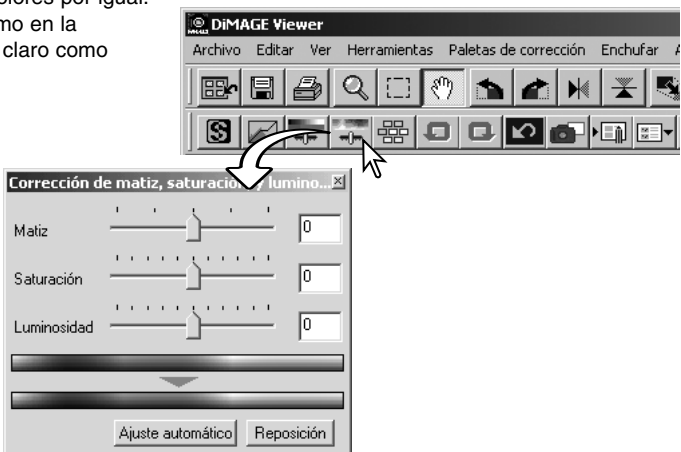 olores por igual.
mo en la
claro como
DiMAGE Viewer
Archivo Editar Ver Herramientas Paletas de corrección Enchufar A
Corrección de matiz, saturación y lumino...
Matiz 0
Saturación 0
Luminosidad 0
Ajuste automático Reposición